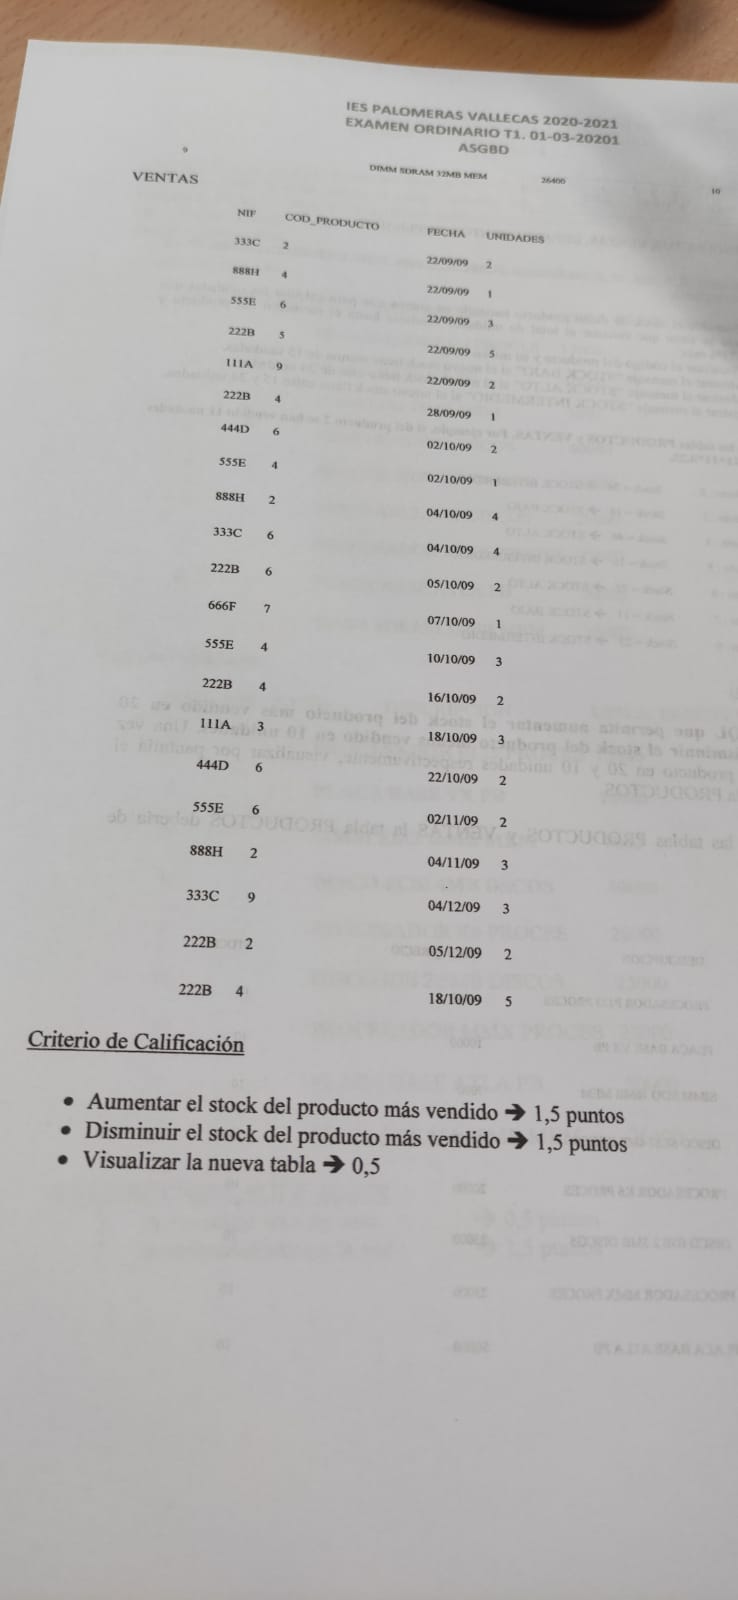 IES PALOMERAS VALLECAS 2020-2021
EXAMEN ORDINARIO T1. 01-03-20201
ASGBD
9 DIMM SDRAM 32MB MEM 26400 10
VENTAS
NIF COD_PRODUCTO FECHA UNIDADES
333C 2 22/09/09 2
888H 4 22/09/09 1
555E 6 22/09/09 3
222B 5 22/09/09 5
111A 9 22/09/09 2
222B 4 28/09/09 1
444D 6 02/10/09 2
555E 4 02/10/09 1
888H 2 04/10/09 4
333C 6 04/10/09 4
222B 6 05/10/09 2
666F 7 07/10/09 1
555E 4 10/10/09 3
222B 4 16/10/09 2
111A 3 18/10/09 3
444D 6 22/10/09 2
555E 6 02/11/09 2
888H 2 04/11/09 3
333C 9 04/12/09 3
222B 2 05/12/09 2
222B 4 18/10/09 5
Criterio de Calificación
• Aumentar el stock del producto más vendido ➔ 1,5 puntos
• Disminuir el stock del producto más vendido ➔ 1,5 puntos
• Visualizar la nueva tabla ➔ 0,5